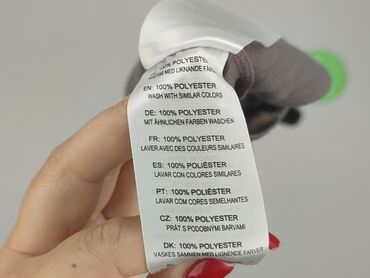 100% POLYESTER
MED LIKNANDE
EN: 100% POLYESTER
WASH WITH SIMILAR COLORS
DE: 100% POLYESTER
MIT ÄHNLICHEN FARBEN WASCHEN
FR: 100% POLYESTER
LAVER AVEC DES COULEURS SIMILAIRES
ES: 100% POLIÉSTER
LAVAR CON COLORES SIMILARES
PT: 100% POLIÉSTER
LAVAR COM CORES SEMELHANTES
CZ: 100% POLYESTER
PRÁT S PODOBNÝMI BARVAMI
DK: 100% POLYESTER
VASKES SAMMEN MED LIGNENDE FARVER